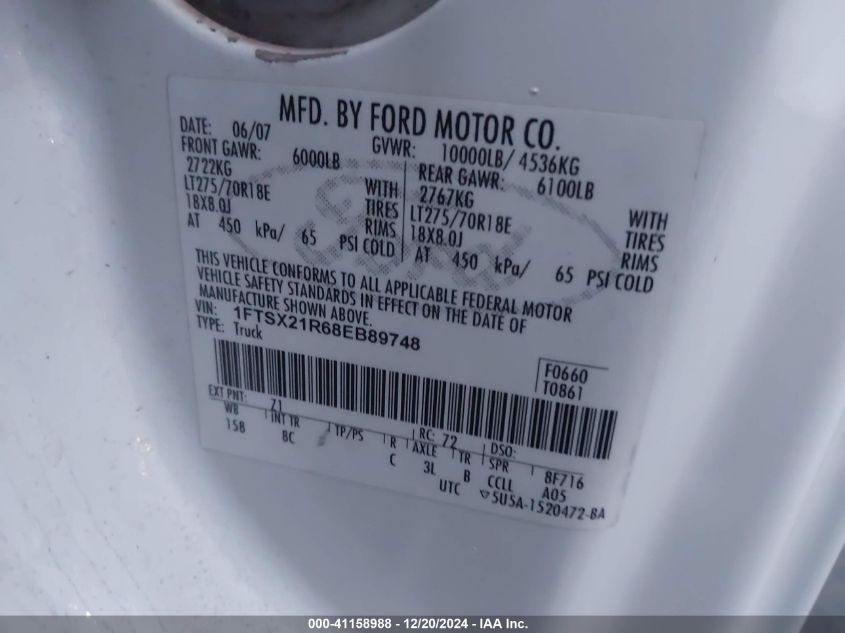 MFD. BY FORD MOTOR CO.
DATE: 06/07 GVWR: 10000LB/ 4536KG
FRONT GAWR: 6000LB REAR GAWR: 6100LB
2722KG WITH 2767KG WITH
LT275/70R18E TIRES LT275/70R18E TIRES
18X8.0J RIMS 18X8.0J RIMS
AT 450 kPa/ 65 PSI COLD AT 450 kPa/ 65 PSI COLD
Ford
THIS VEHICLE CONFORMS TO ALL APPLICABLE FEDERAL MOTOR
VEHICLE SAFETY STANDARDS IN EFFECT ON THE DATE OF
MANUFACTURE SHOWN ABOVE.
VIN: 1FTSX21R68EB89748
TYPE: Truck
F0660
T0861
EXT PNT: Z1 RC: 72 DSO:
WB INT TR TP/PS R AXLE TR SPR 8F716
158 BC C 3L B CCLL A05
UTC 5U5A-1520472-BA
000-41158988 - 12/20/2024 - IAA Inc.